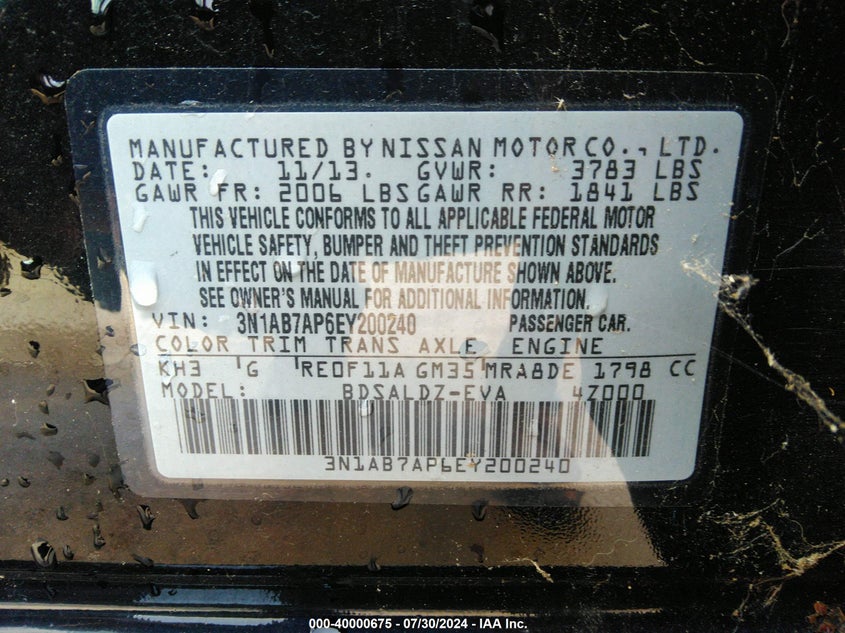 MANUFACTURED BY NISSAN MOTOR CO., LTD.
DATE: 11/13. GVWR: 3783 LBS
GAWR FR: 2006 LBS GAWR RR: 1841 LBS
THIS VEHICLE CONFORMS TO ALL APPLICABLE FEDERAL MOTOR
VEHICLE SAFETY, BUMPER AND THEFT PREVENTION STANDARDS
IN EFFECT ON THE DATE OF MANUFACTURE SHOWN ABOVE.
SEE OWNER'S MANUAL FOR ADDITIONAL INFORMATION.
VIN: 3N1AB7AP6EY200240 PASSENGER CAR.
COLOR TRIM TRANS AXLE ENGINE
KH3 G RE0F11A GM35 MRA8DE 1798 CC
MODEL: BDSALDZ-EVA 4Z000
3N1AB7AP6EY200240
000-40000675 - 07/30/2024 - IAA Inc.